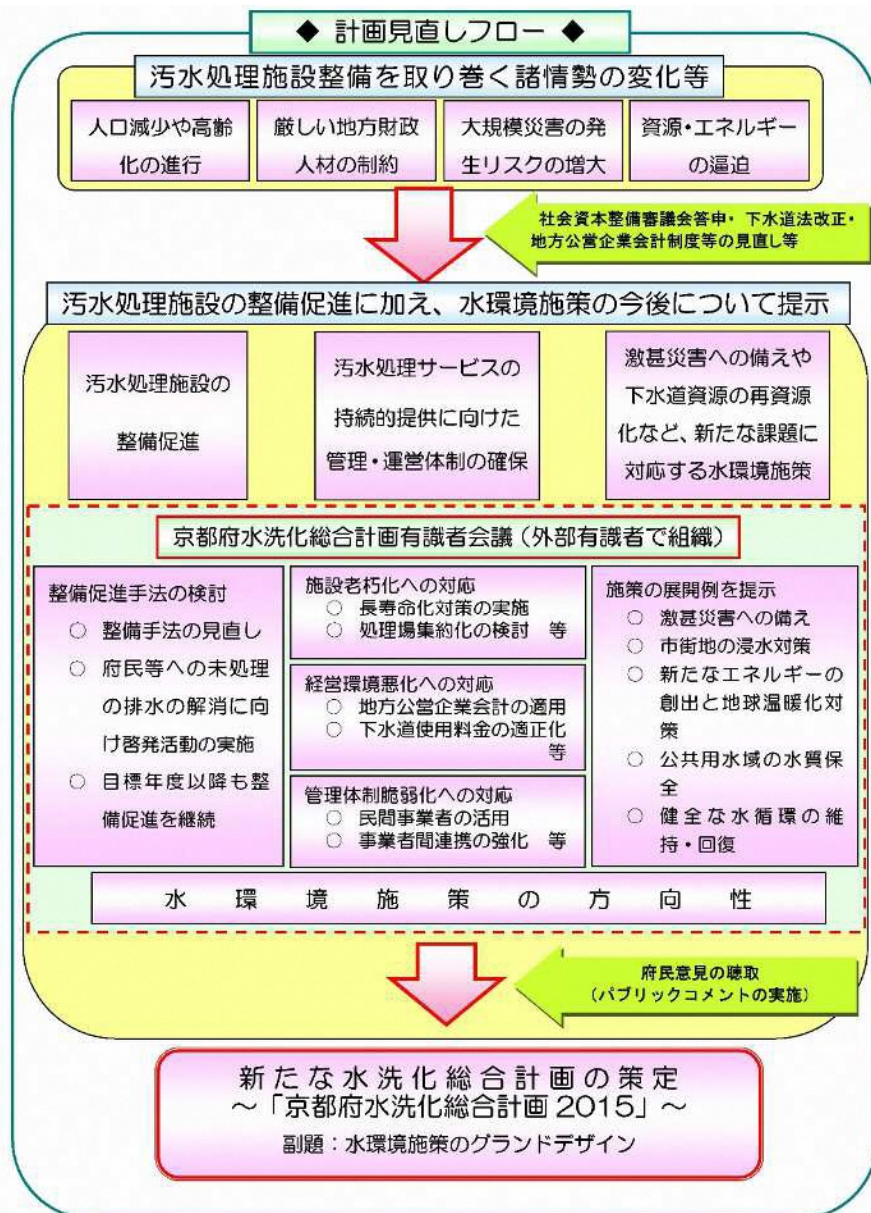 ◆ 計画見直しフロー ◆
汚水処理施設整備を取り巻く諸情勢の変化等
人口減少や高齢
化の進行
厳しい地方財政
人材の制約
大規模災害の発
生リスクの増大
資源・エネルギー
の逼迫
社会資本整備審議会答申・下水道法改正・
地方公営企業会計制度等の見直し等
汚水処理施設の整備促進に加え、水環境施策の今後について提示
汚水処理施設の
整備促進
汚水処理サービスの
持続的提供に向けた
管理・運営体制の確保
激甚災害への備えや
下水道資源の再資源
化など、新たな課題に
対応する水環境施策
京都府水洗化総合計画有識者会議(外部有識者で組織)
整備促進手法の検討
○ 整備手法の見直し
○ 府民等への未処理
の排水の解消に向
け啓発活動の実施
○ 目標年度以降も整
備促進を継続
施設老朽化への対応
○ 長寿命化対策の実施
○ 処理場集約化の検討 等
経営環境悪化への対応
○ 地方公営企業会計の適用
○ 下水道使用料金の適正化
等
管理体制脆弱化への対応
○ 民間事業者の活用
○ 事業者間連携の強化 等
施策の展開例を提示
○ 激甚災害への備え
○ 市街地の浸水対策
○ 新たなエネルギーの
創出と地球温暖化対
策
○ 公共用水域の水質保
全
○ 健全な水循環の維
持・回復
水環境施策の方向性
府民意見の聴取
(パブリックコメントの実施)
新たな水洗化総合計画の策定
~「京都府水洗化総合計画2015」~
副題:水環境施策のグランドデザイン